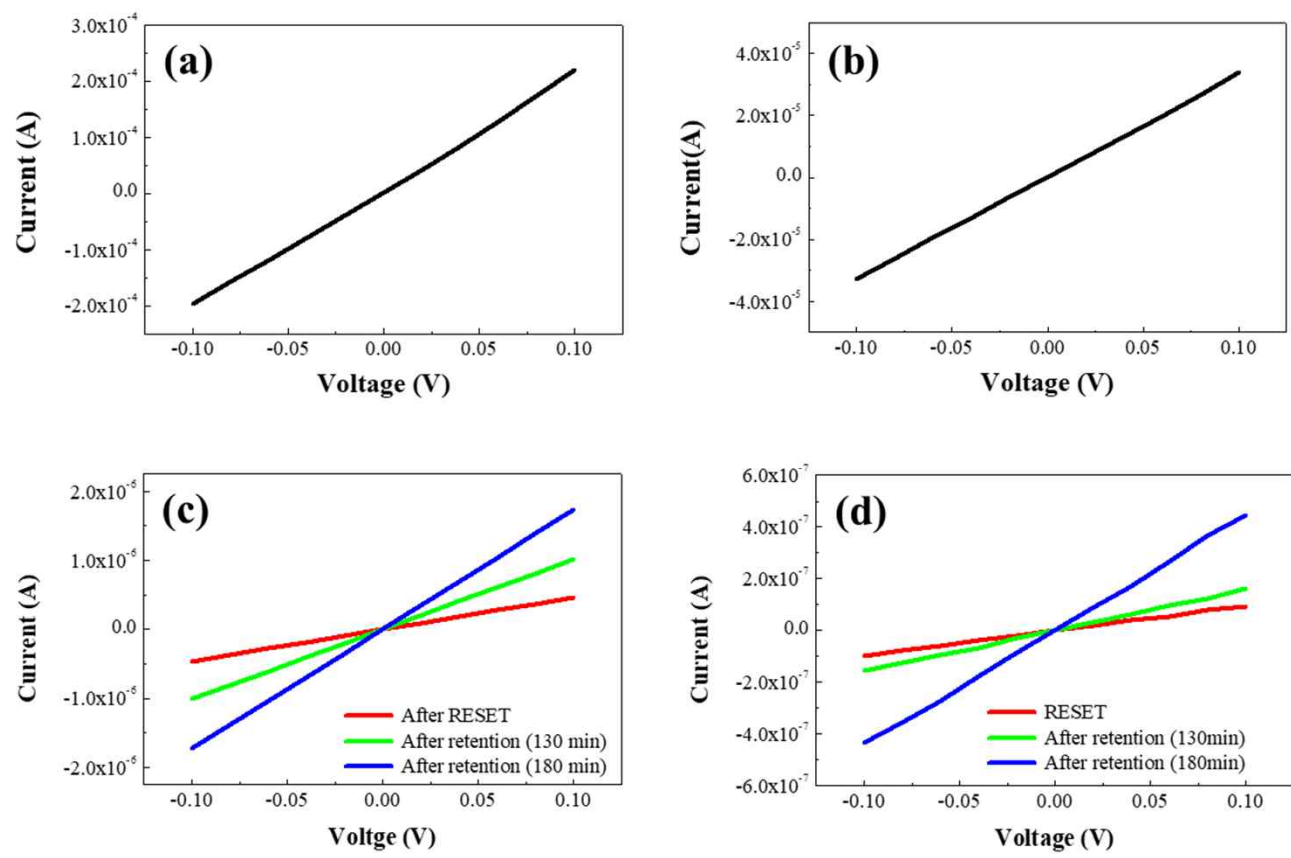 (a)
Current (A)
3.0x10⁻⁴
2.0x10⁻⁴
1.0x10⁻⁴
0.0
-1.0x10⁻⁴
-2.0x10⁻⁴
-0.10 -0.05 0.00 0.05 0.10
Voltage (V)
(b)
Current(A)
4.0x10⁻⁵
2.0x10⁻⁵
0.0
-2.0x10⁻⁵
-4.0x10⁻⁵
-0.10 -0.05 0.00 0.05 0.10
Voltage (V)
(c)
Current (A)
2.0x10⁻⁶
1.0x10⁻⁶
0.0
-1.0x10⁻⁶
-2.0x10⁻⁶
After RESET
After retention (130 min)
After retention (180 min)
-0.10 -0.05 0.00 0.05 0.10
Voltge (V)
(d)
Current (A)
6.0x10⁻⁷
4.0x10⁻⁷
2.0x10⁻⁷
0.0
-2.0x10⁻⁷
-4.0x10⁻⁷
-6.0x10⁻⁷
RESET
After retention (130min)
After retention (180min)
-0.10 -0.05 0.00 0.05 0.10
Voltage (V)